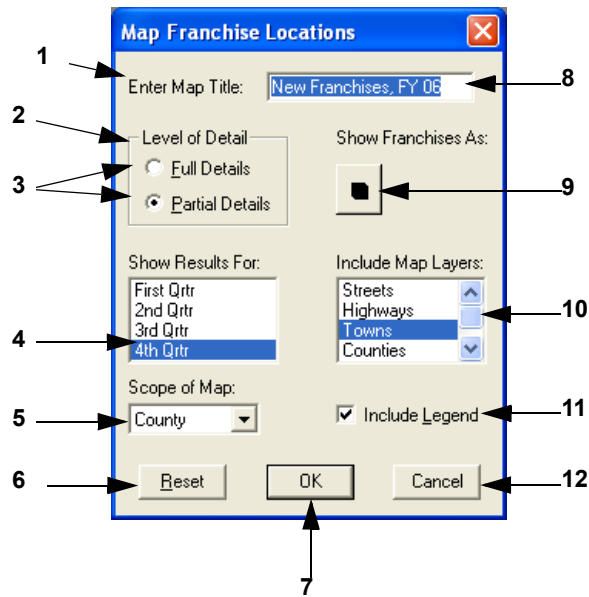 Map Franchise Locations
1
Enter Map Title:
New Franchises, FY 06
8
2
Level of Detail
Show Franchises As:
3
Full Details
Partial Details
9
Show Results For:
Include Map Layers:
First Qrtr
2nd Qrtr
3rd Qrtr
4th Qrtr
4
Streets
Highways
Towns
Counties
10
Scope of Map:
5
County
Include Legend
11
6
Reset
OK
Cancel
12
7